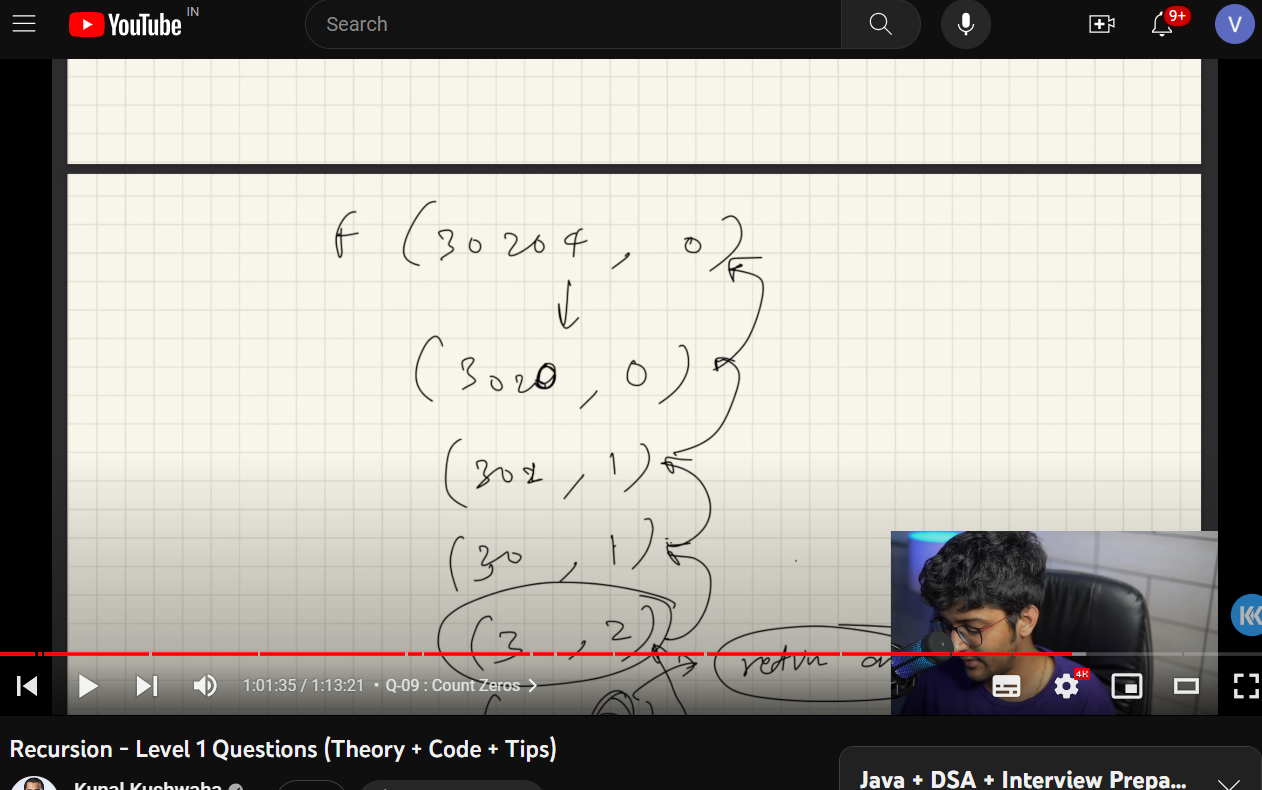 YouTube IN
Search
9+
V
f (30204, 0)
↓
(3020, 0)
(302, 1)
(30, 1)
(3, 2)
return
1:01:35 / 1:13:21 • Q-09 : Count Zeros
4K
Recursion - Level 1 Questions (Theory + Code + Tips)
Kunal Kushwaha
Java + DSA + Interview Prepa...